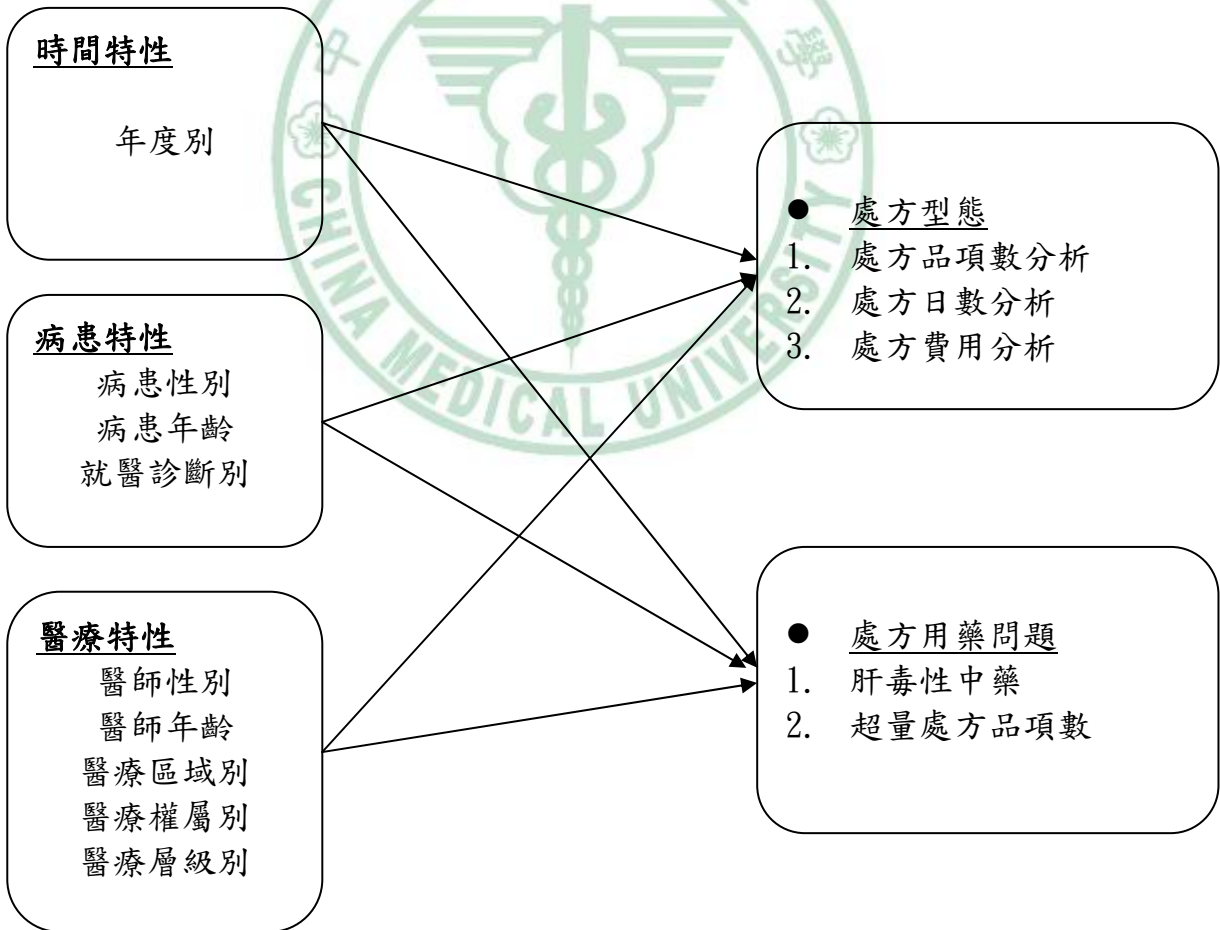 時間特性
年度別
病患特性
病患性別
病患年齡
就醫診斷別
醫療特性
醫師性別
醫師年齡
醫療區域別
醫療權屬別
醫療層級別
● 處方型態
1. 處方品項數分析
2. 處方日數分析
3. 處方費用分析
● 處方用藥問題
1. 肝毒性中藥
2. 超量處方品項數
中
學
CHINA MEDICAL UNIVERSITY